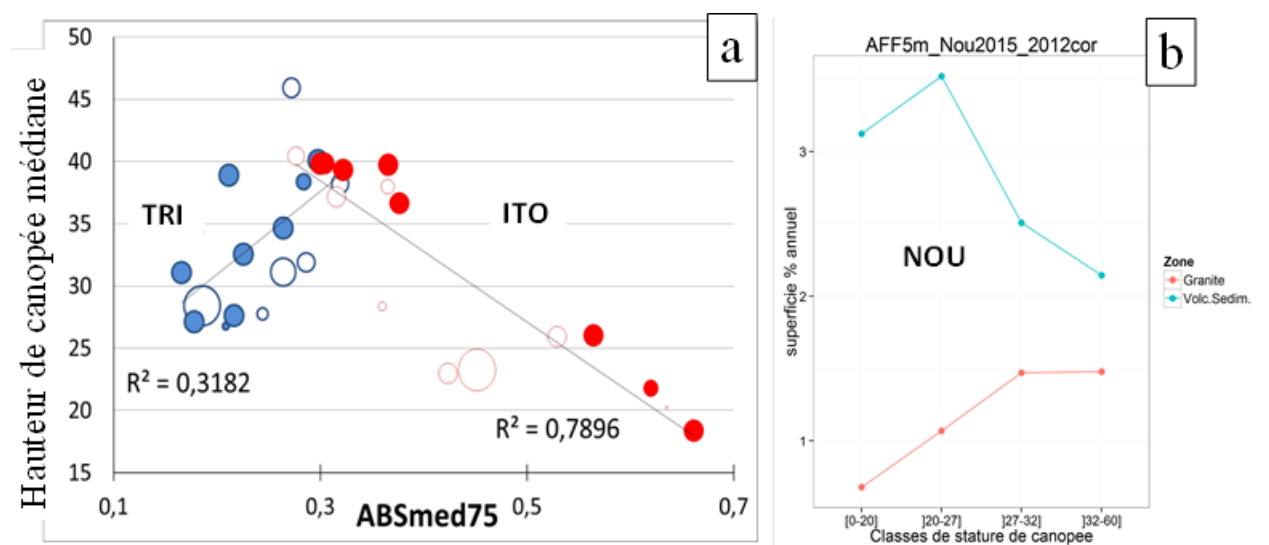 a
Hauteur de canopée médiane
50
45
40
35
30
25
20
15
TRI
ITO
R² = 0,3182
R² = 0,7896
0,1
0,3
0,5
0,7
ABSmed75
b
AFF5m_Nou2015_2012cor
superficie % annuel
3
2
1
NOU
[0-20]
]20-27]
]27-32]
]32-60]
Classes de stature de canopee
Zone
Granite
Volc.Sedim.